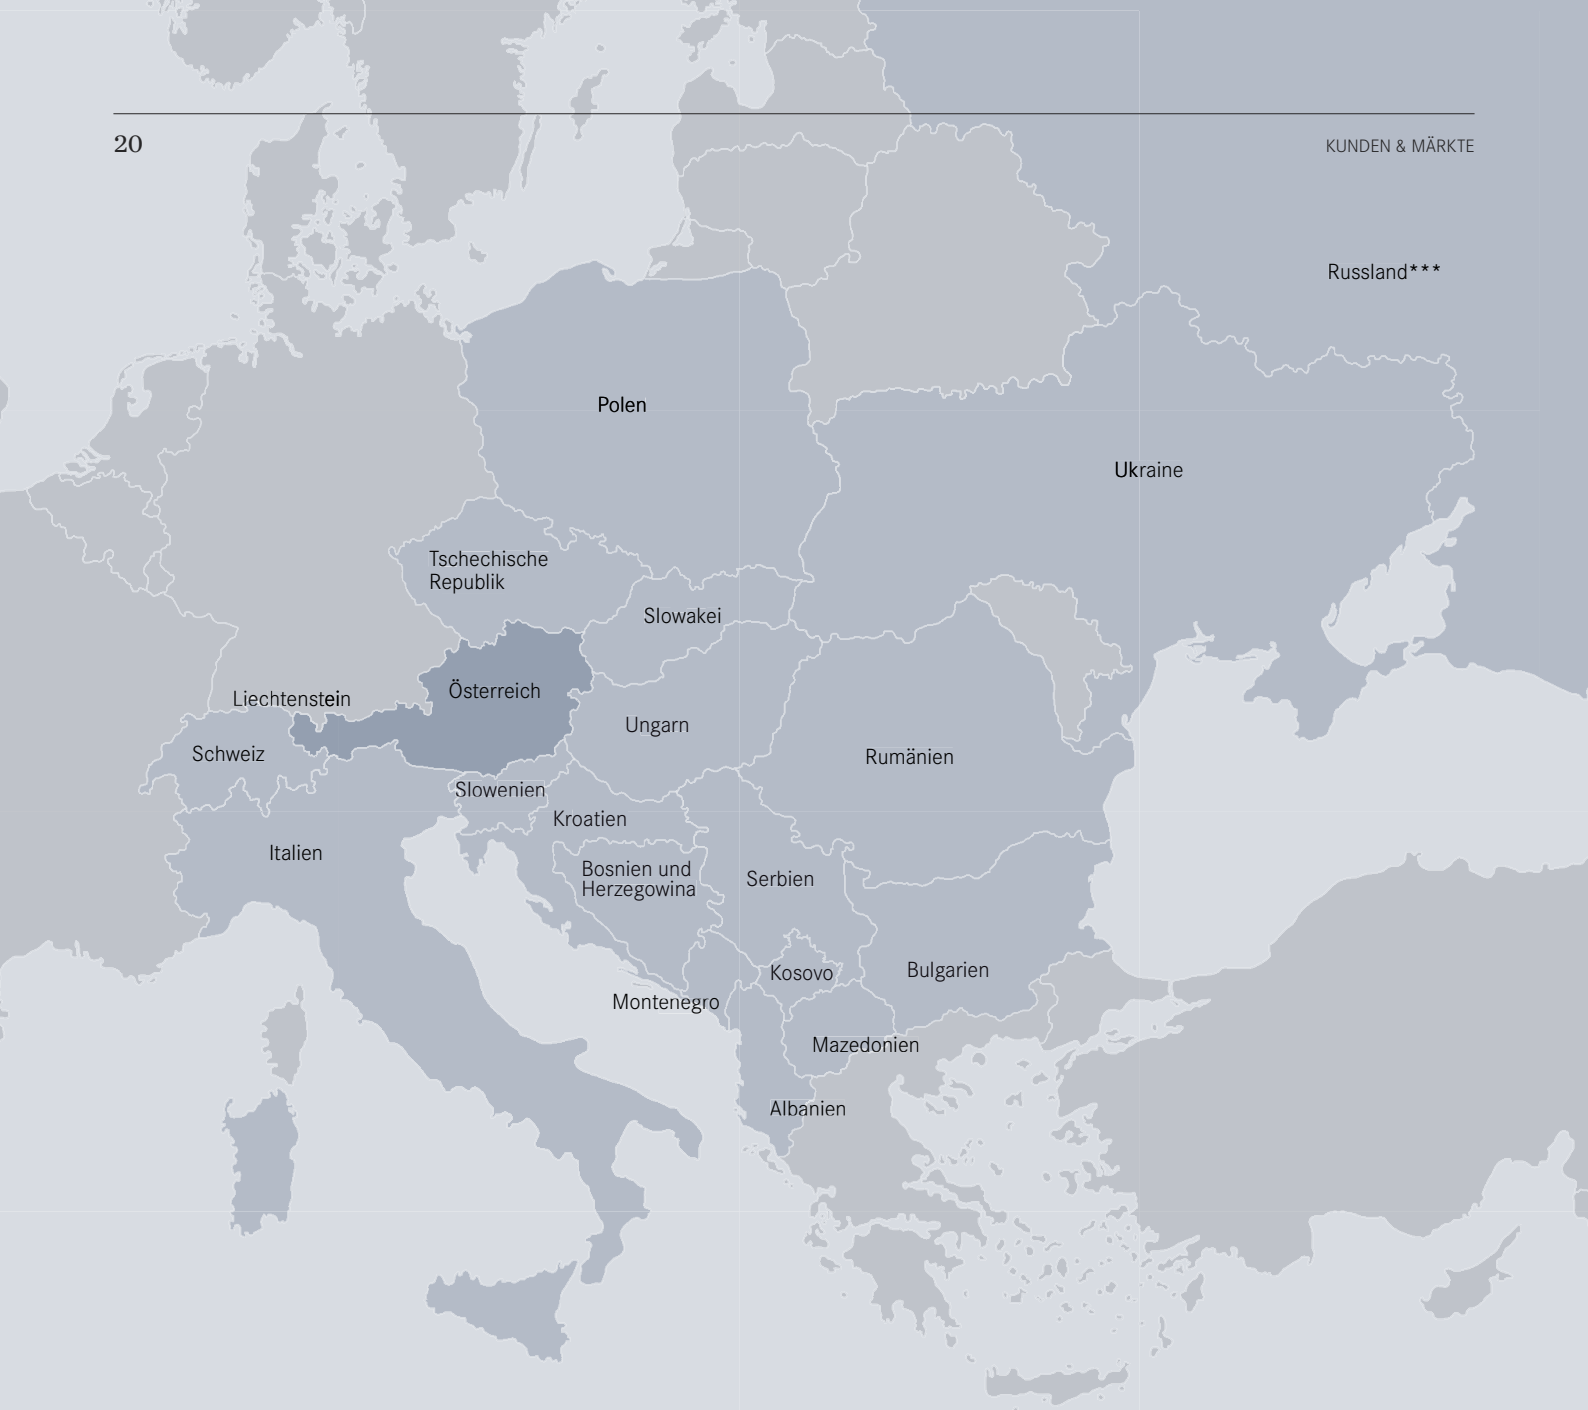 20
KUNDEN & MÄRKTE
Russland***
Polen
Ukraine
Tschechische
Republik
Slowakei
Österreich
Liechtenstein
Ungarn
Schweiz
Rumänien
Slowenien
Kroatien
Italien
Bosnien und
Herzegowina
Serbien
Kosovo
Bulgarien
Montenegro
Mazedonien
Albanien